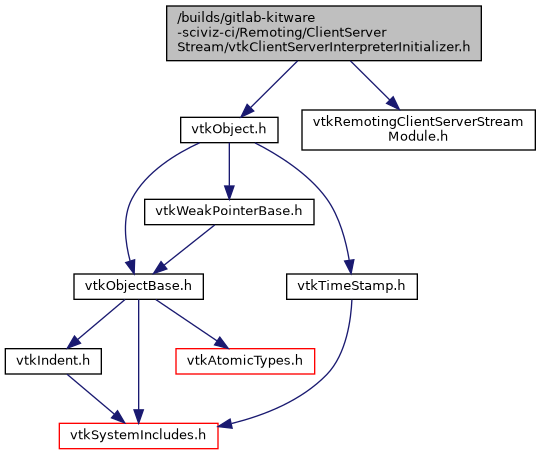 /builds/gitlab-kitware
-sciviz-ci/Remoting/ClientServer
Stream/vtkClientServerInterpreterInitializer.h
vtkObject.h
vtkRemotingClientServerStream
Module.h
vtkWeakPointerBase.h
vtkObjectBase.h
vtkTimeStamp.h
vtkIndent.h
vtkAtomicTypes.h
vtkSystemIncludes.h